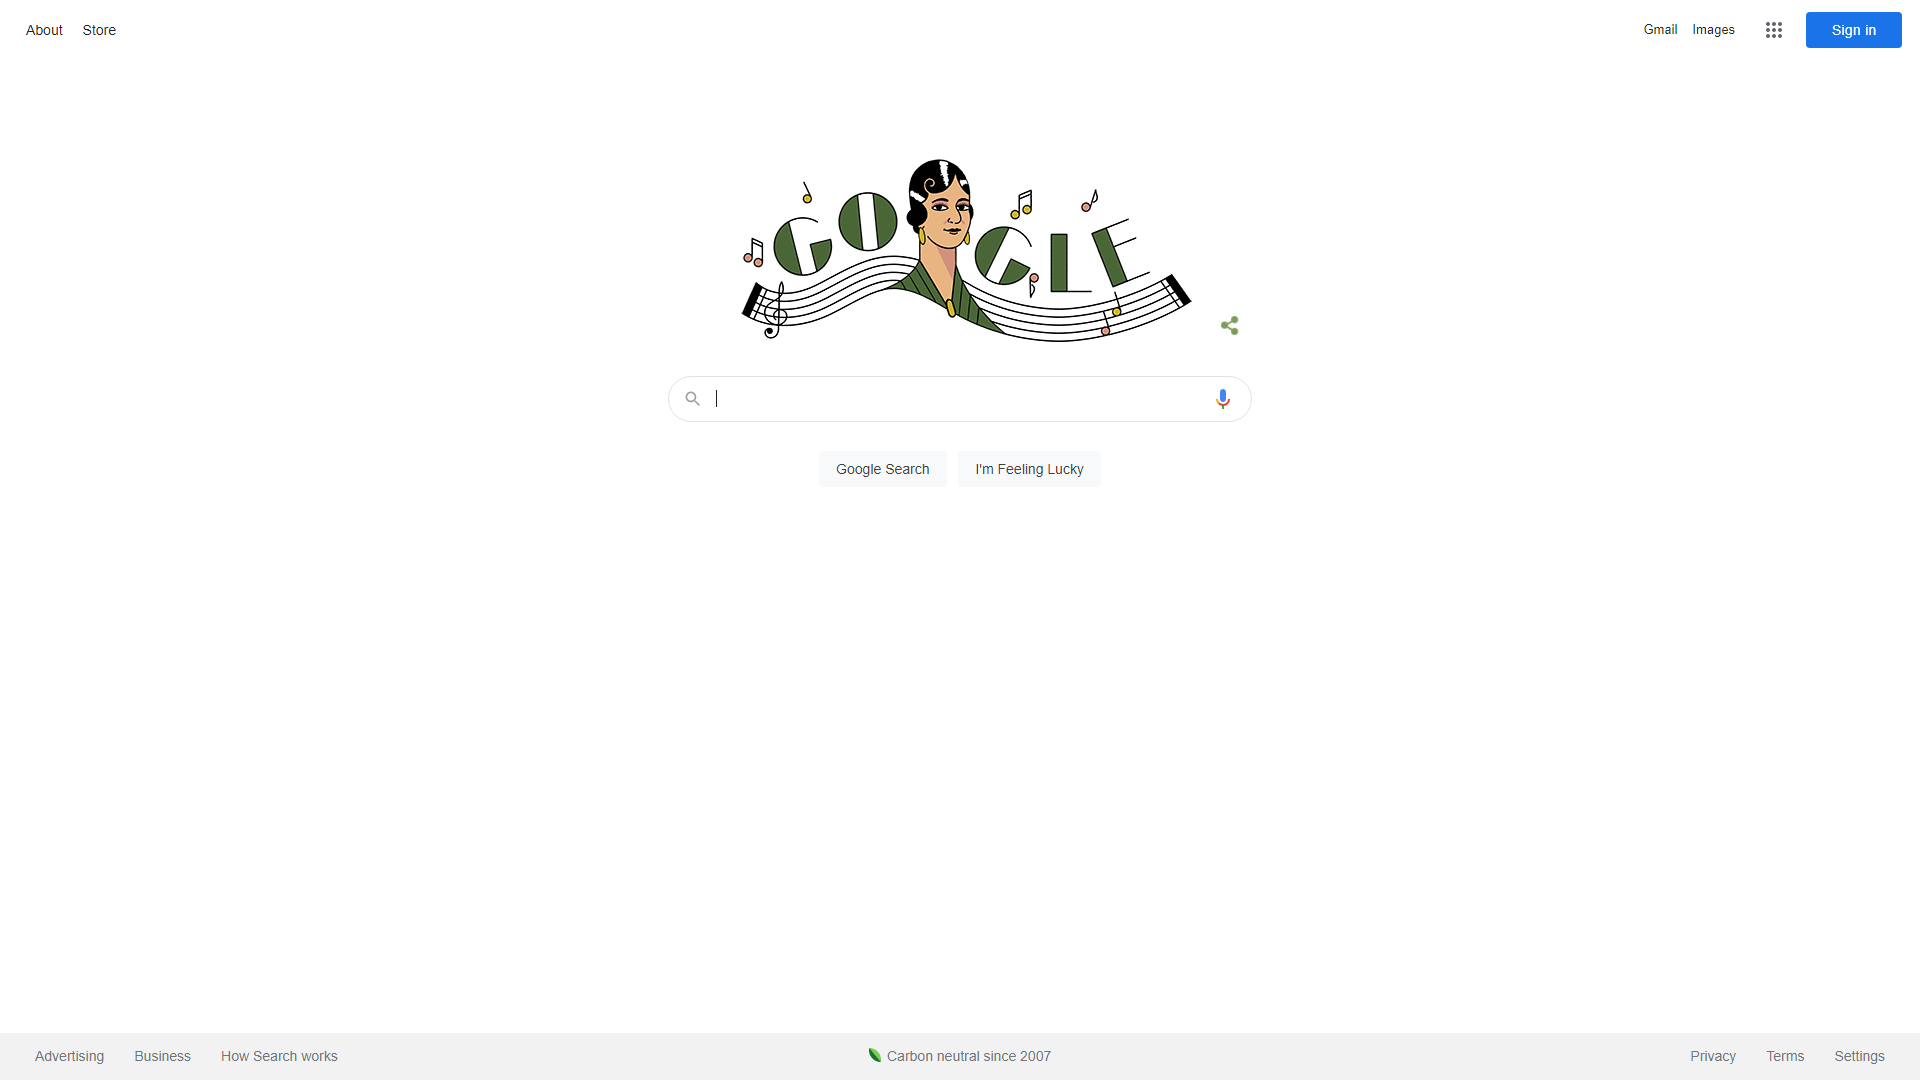 About Store
Gmail Images Sign in
GOGLE
Google Search I'm Feeling Lucky
Advertising Business How Search works Carbon neutral since 2007 Privacy Terms Settings